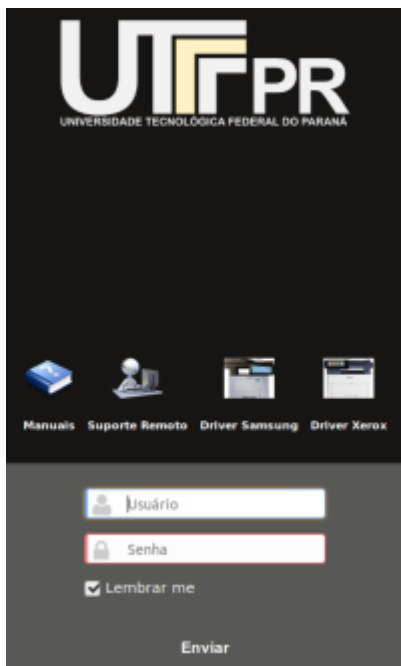 UTFPR
UNIVERSIDADE TECNOLÓGICA FEDERAL DO PARANÁ
Manuais Suporte Remoto Driver Samsung Driver Xerox
Usuário
Senha
Lembrar me
Enviar